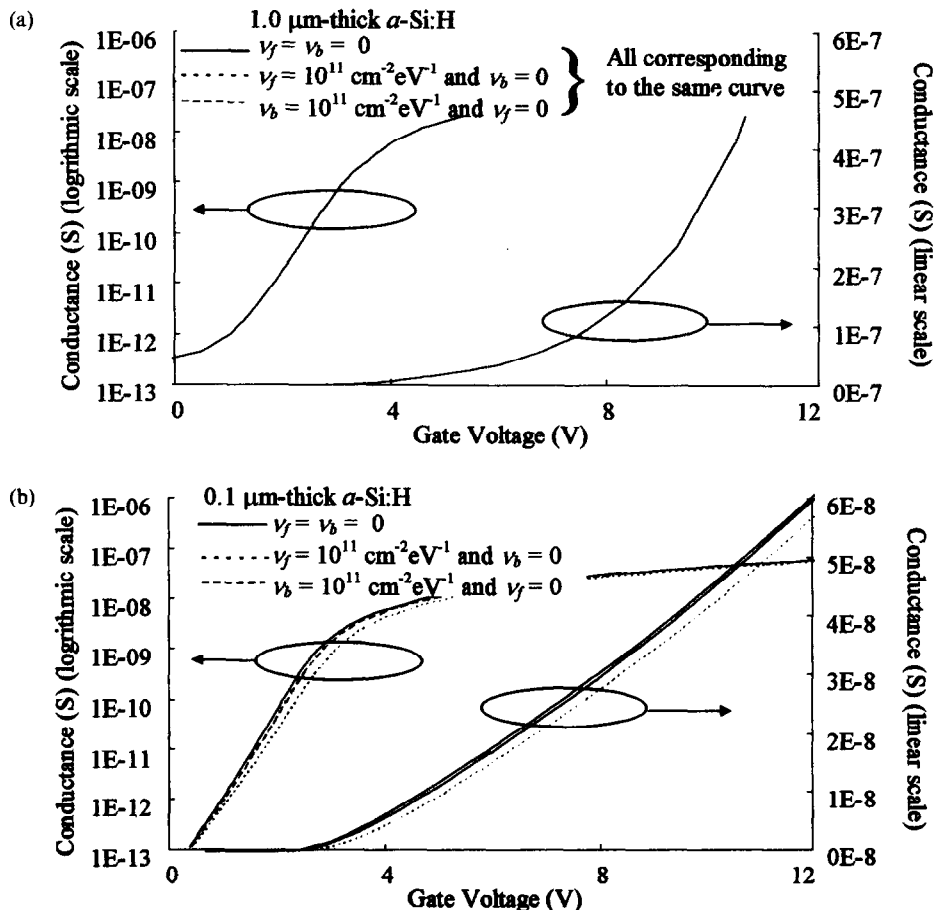 (a)
1.0 μm-thick a-Si:H
νf = νb = 0
νf = 10^11 cm^-2eV^-1 and νb = 0
νb = 10^11 cm^-2eV^-1 and νf = 0
All corresponding
to the same curve
Conductance (S) (logrithmic scale)
1E-06
1E-07
1E-08
1E-09
1E-10
1E-11
1E-12
1E-13
6E-7
5E-7
4E-7
3E-7
2E-7
1E-7
0E-7
Conductance (S) (linear scale)
0
4
8
12
Gate Voltage (V)
(b)
0.1 μm-thick a-Si:H
νf = νb = 0
νf = 10^11 cm^-2eV^-1 and νb = 0
νb = 10^11 cm^-2eV^-1 and νf = 0
Conductance (S) (logrithmic scale)
1E-06
1E-07
1E-08
1E-09
1E-10
1E-11
1E-12
1E-13
6E-8
5E-8
4E-8
3E-8
2E-8
1E-8
0E-8
Conductance (S) (linear scale)
0
4
8
12
Gate Voltage (V)